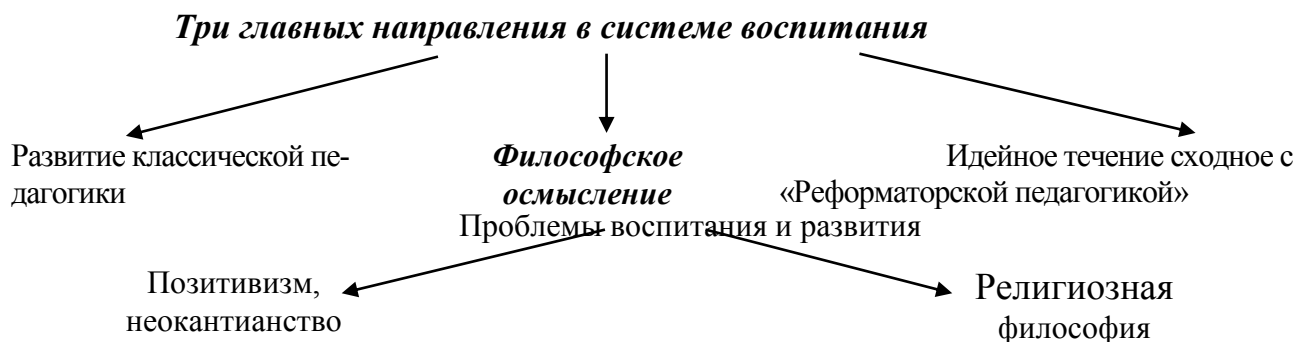 Три главных направления в системе воспитания
Развитие классической пе-
дагогики
Философское
осмысление
Проблемы воспитания и развития
Идейное течение сходное с
«Реформаторской педагогикой»
Позитивизм,
неокантианство
Религиозная
философия